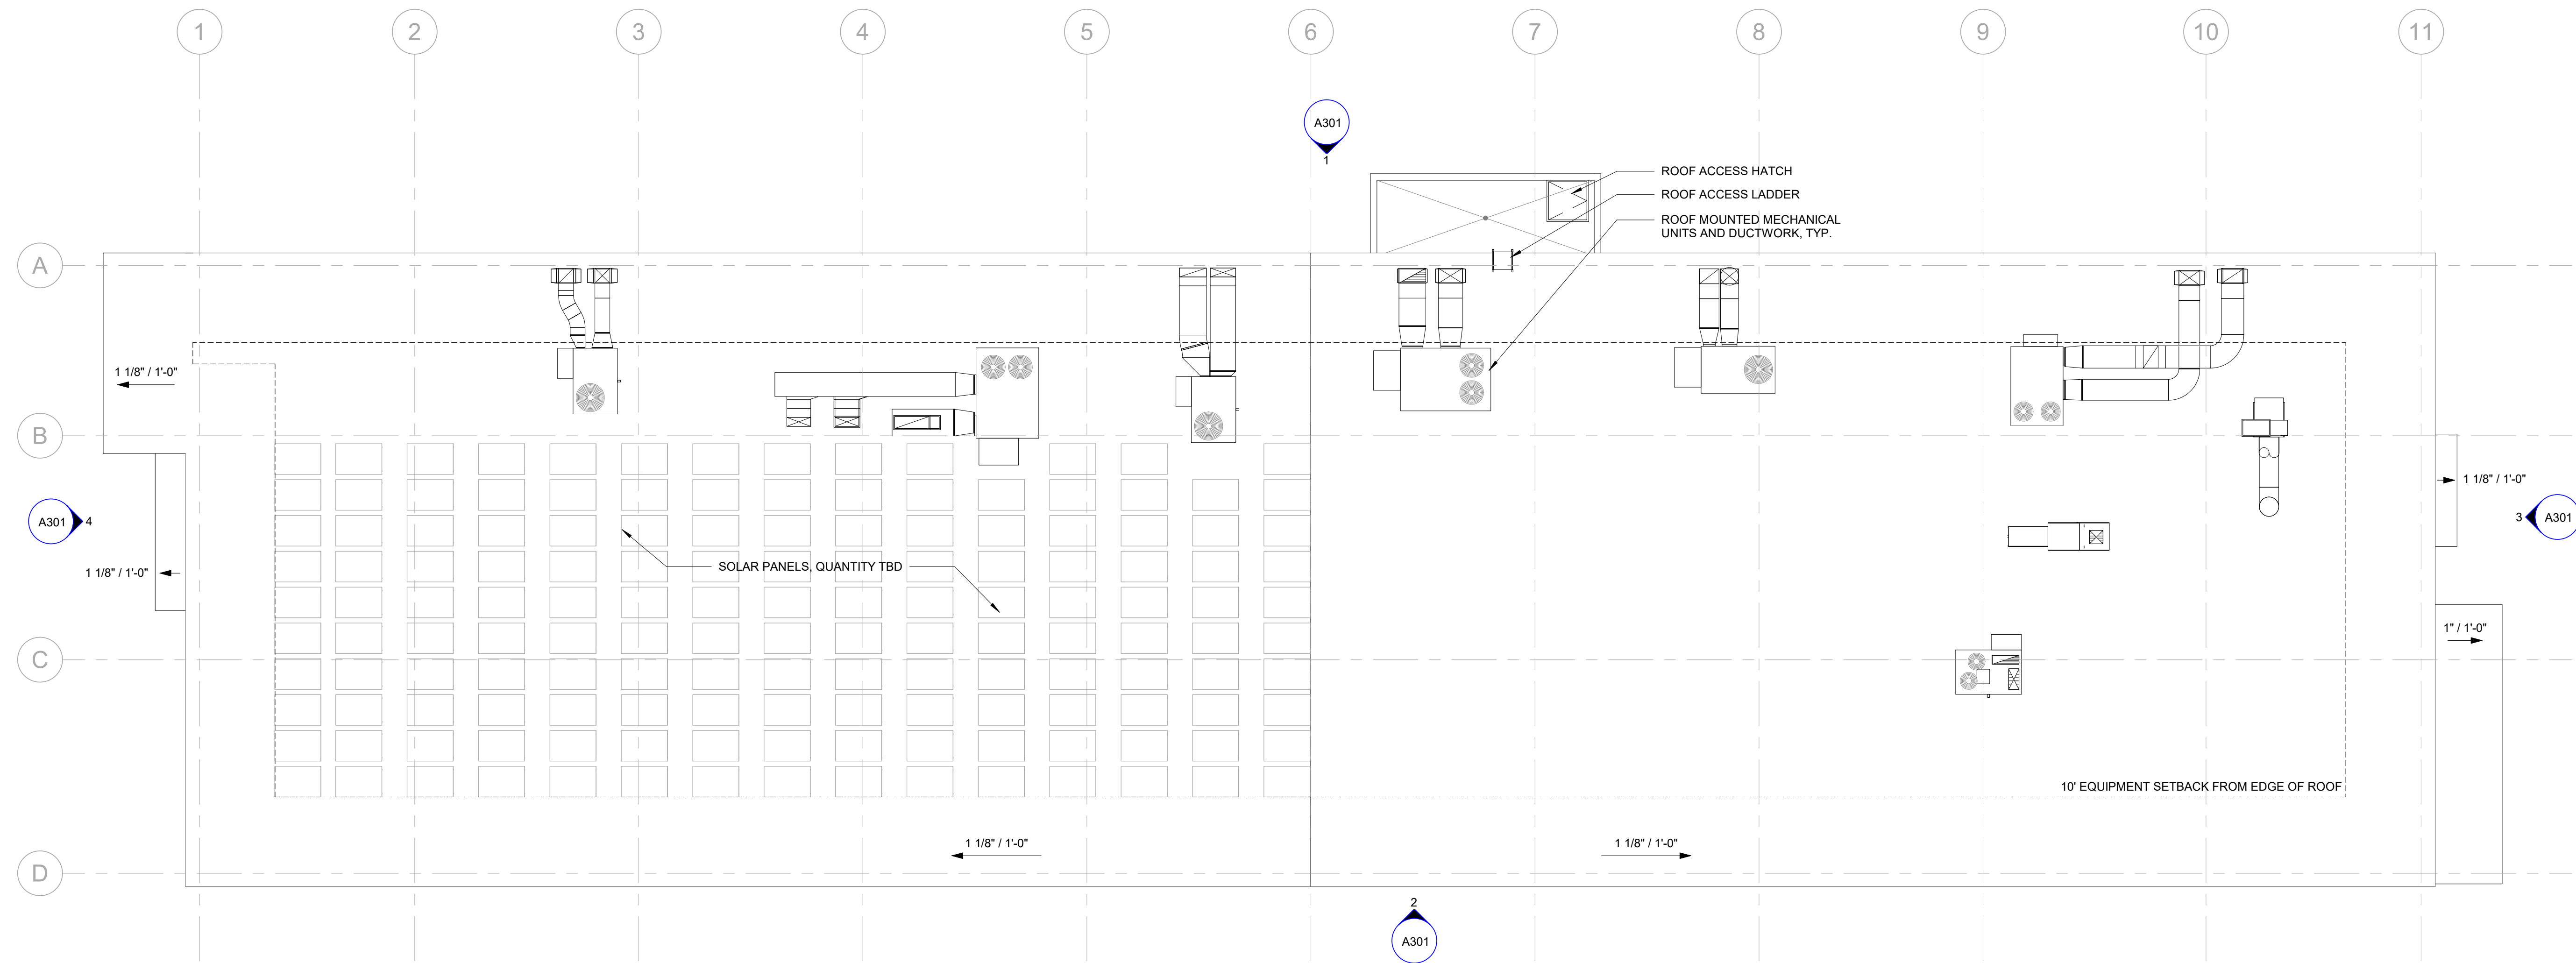 1
2
3
4
5
6
7
8
9
10
11
A301
1
ROOF ACCESS HATCH
ROOF ACCESS LADDER
ROOF MOUNTED MECHANICAL
UNITS AND DUCTWORK, TYP.
A
1 1/8" / 1'-0"
B
1 1/8" / 1'-0"
A301
4
3
A301
SOLAR PANELS, QUANTITY TBD
1 1/8" / 1'-0"
1" / 1'-0"
C
10' EQUIPMENT SETBACK FROM EDGE OF ROOF
1 1/8" / 1'-0"
1 1/8" / 1'-0"
D
2
A301